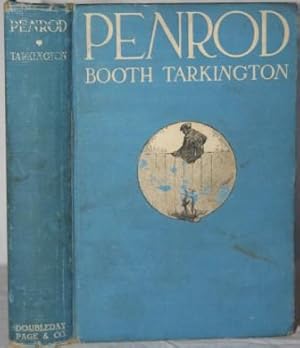 PENROD
TARKINGTON
DOUBLEDAY
PAGE & CO.
PENROD
BOOTH TARKINGTON